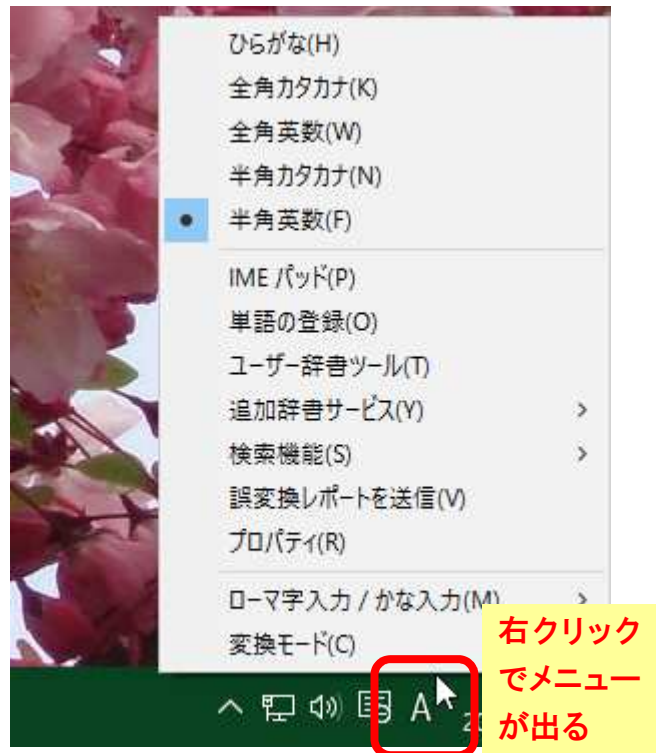 ひらがな(H)
全角カタカナ(K)
全角英数(W)
半角カタカナ(N)
半角英数(F)
IME パッド(P)
単語の登録(O)
ユーザー辞書ツール(T)
追加辞書サービス(Y)
検索機能(S)
誤変換レポートを送信(V)
プロパティ(R)
ローマ字入力 / かな入力(M)
変換モード(C)
右クリック
でメニュー
が出る
A